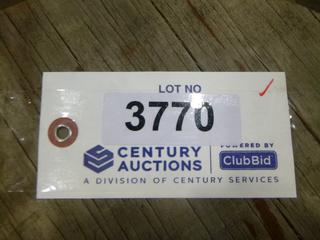 LOT NO
3770
CENTURY AUCTIONS
POWERED BY
ClubBid
A DIVISION OF CENTURY SERVICES